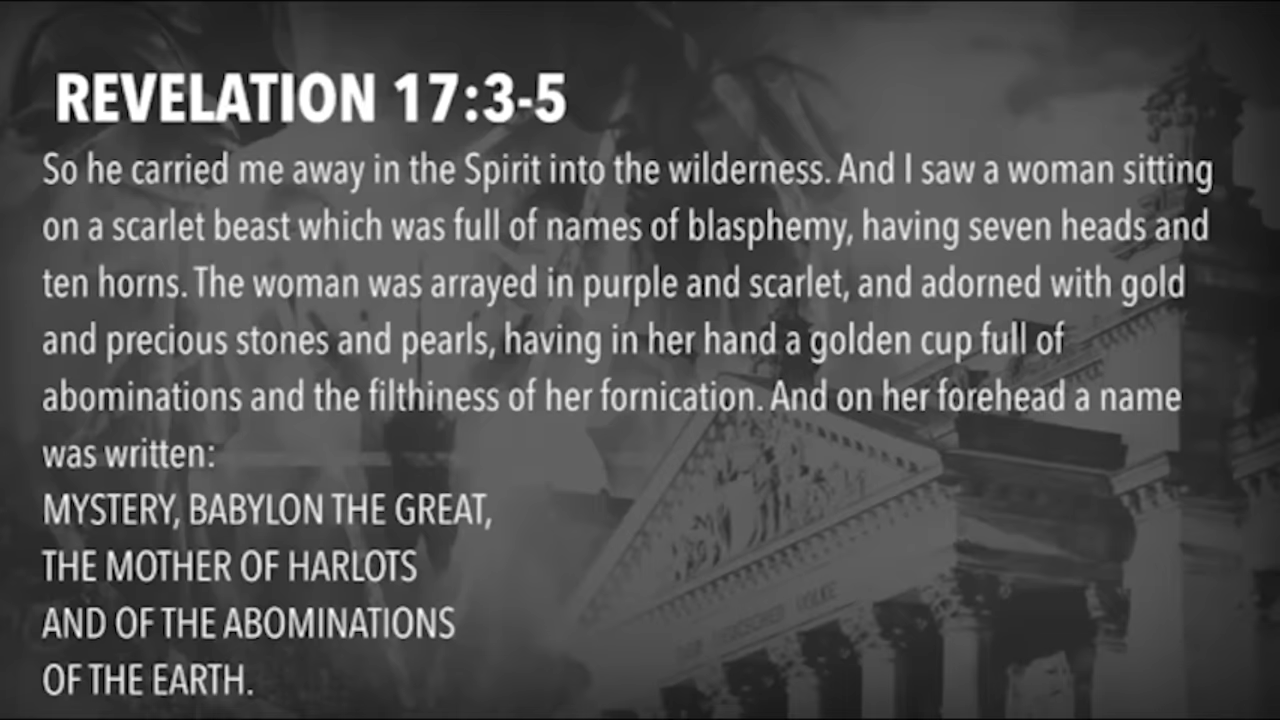 REVELATION 17:3-5
So he carried me away in the Spirit into the wilderness. And I saw a woman sitting
on a scarlet beast which was full of names of blasphemy, having seven heads and
ten horns. The woman was arrayed in purple and scarlet, and adorned with gold
and precious stones and pearls, having in her hand a golden cup full of
abominations and the filthiness of her fornication. And on her forehead a name
was written:
MYSTERY, BABYLON THE GREAT,
THE MOTHER OF HARLOTS
AND OF THE ABOMINATIONS
OF THE EARTH.